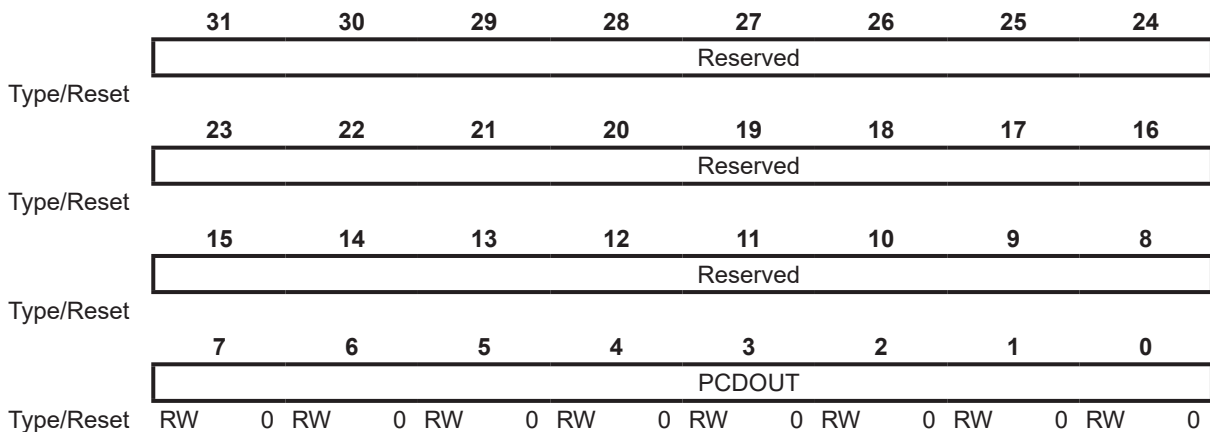 31 30 29 28 27 26 25 24
Reserved
Type/Reset
23 22 21 20 19 18 17 16
Reserved
Type/Reset
15 14 13 12 11 10 9 8
Reserved
Type/Reset
7 6 5 4 3 2 1 0
PCDOUT
Type/Reset RW 0 RW 0 RW 0 RW 0 RW 0 RW 0 RW 0 RW 0